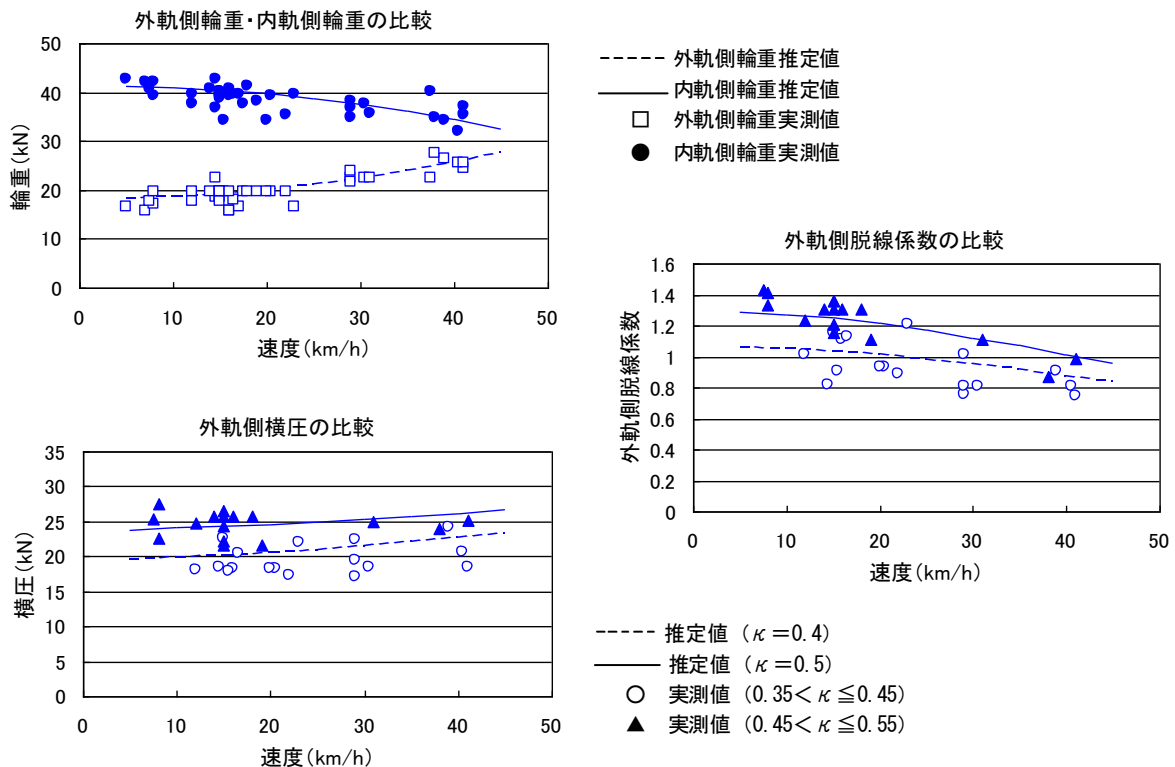 外軌側輪重・内軌側輪重の比較
50
40
30
20
10
0
輪重(kN)
0 10 20 30 40 50
速度(km/h)
外軌側輪重推定値
内軌側輪重推定値
外軌側輪重実測値
内軌側輪重実測値
外軌側脱線係数の比較
1.6
1.4
1.2
1
0.8
0.6
0.4
0.2
0
外軌側脱線係数
0 10 20 30 40 50
速度(km/h)
外軌側横圧の比較
35
30
25
20
15
10
5
0
横圧(kN)
0 10 20 30 40 50
速度(km/h)
推定値 (κ=0.4)
推定値 (κ=0.5)
実測値 (0.35<κ≦0.45)
実測値 (0.45<κ≦0.55)